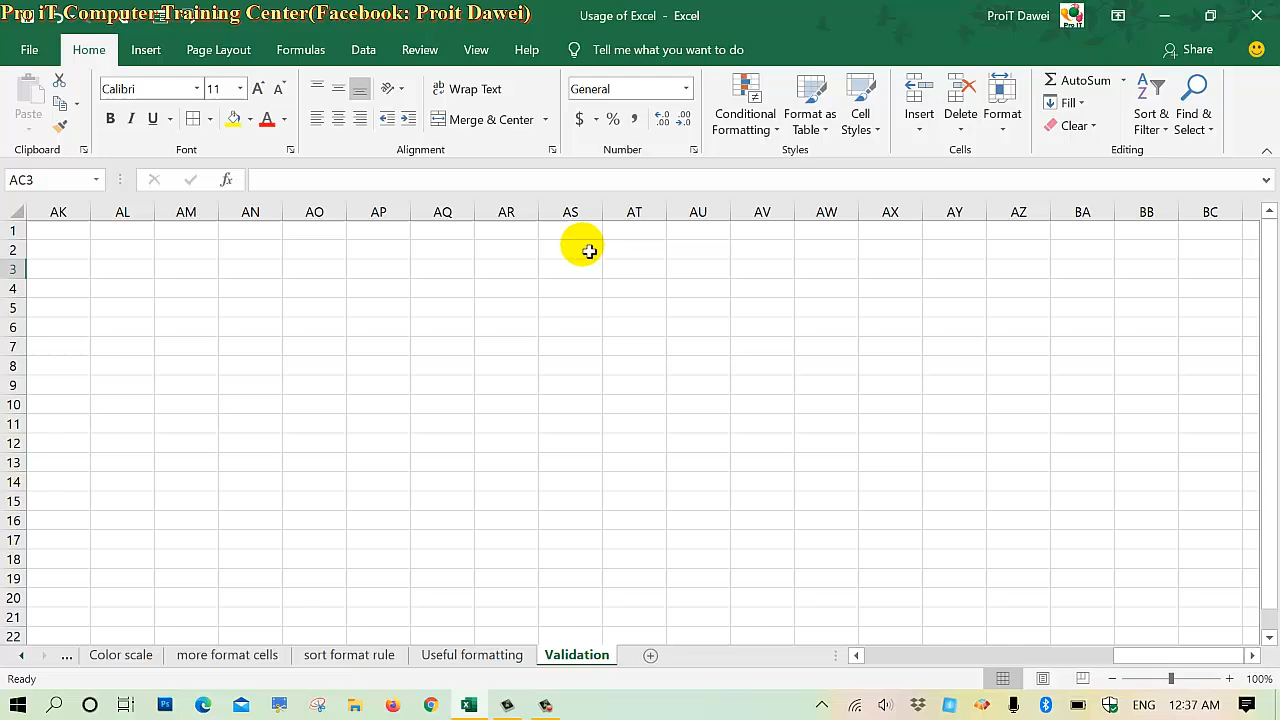 Pro iT Computer Training Center(Facebook: Proit Dawei)
Usage of Excel - Excel
ProiT Dawei
Pro IT
File Home Insert Page Layout Formulas Data Review View Help Tell me what you want to do Share
Paste
Clipboard
Calibri 11
B I U A
Font
ab Wrap Text
Merge & Center
Alignment
General
$ % ,
Number
Conditional Formatting
Format as Table
Cell Styles
Styles
Insert Delete Format
Cells
AutoSum
Fill
Clear
Sort & Filter
Find & Select
Editing
AC3 fx
AK AL AM AN AO AP AQ AR AS AT AU AV AW AX AY AZ BA BB BC
1
2
3
4
5
6
7
8
9
10
11
12
13
14
15
16
17
18
19
20
21
22
... Color scale more format cells sort format rule Useful formatting Validation
Ready 100%
ENG 12:37 AM